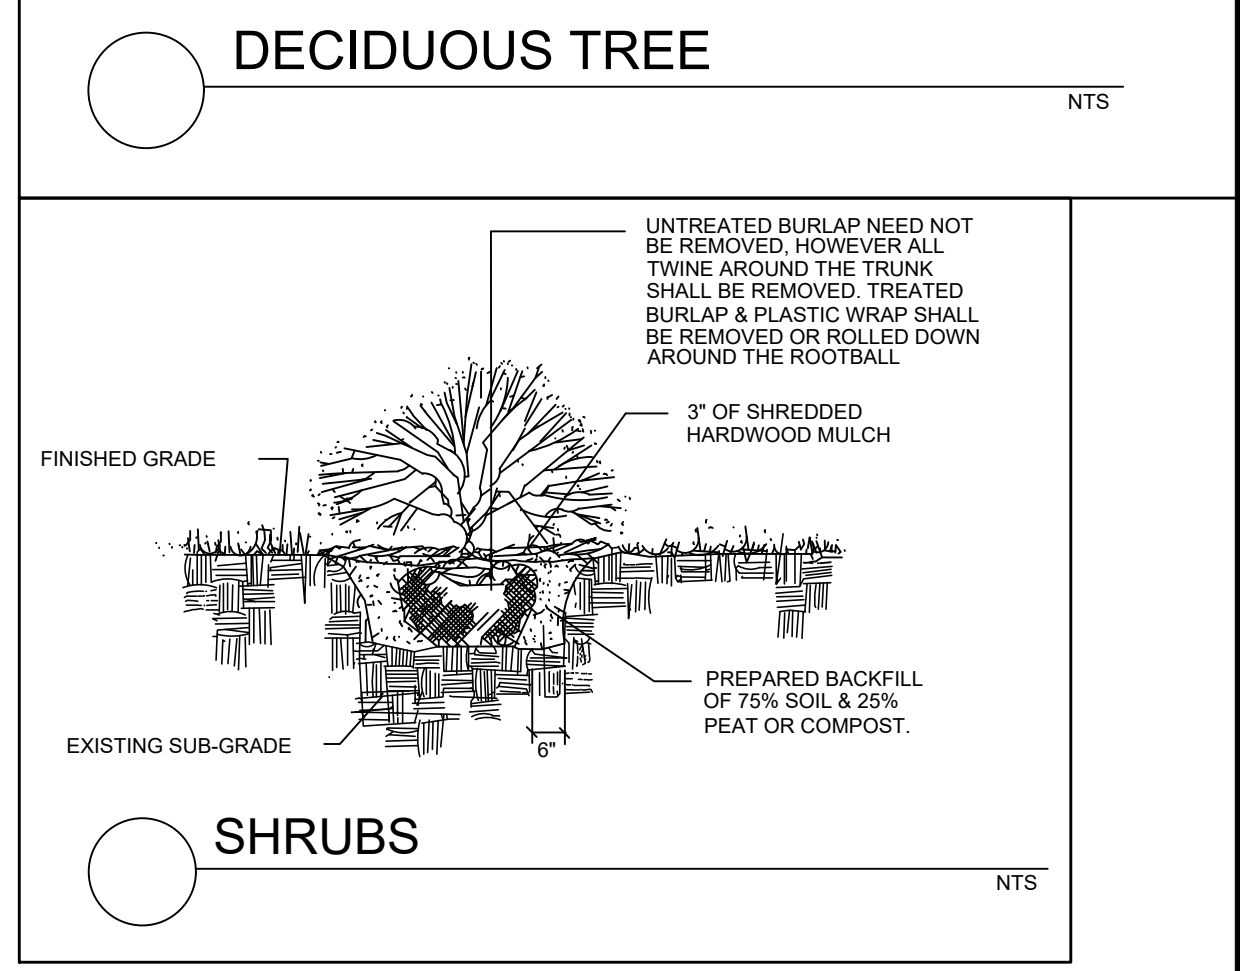 DECIDUOUS TREE
NTS
UNTREATED BURLAP NEED NOT
BE REMOVED, HOWEVER ALL
TWINE AROUND THE TRUNK
SHALL BE REMOVED. TREATED
BURLAP & PLASTIC WRAP SHALL
BE REMOVED OR ROLLED DOWN
AROUND THE ROOTBALL
3" OF SHREDDED
HARDWOOD MULCH
FINISHED GRADE
PREPARED BACKFILL
OF 75% SOIL & 25%
PEAT OR COMPOST.
EXISTING SUB-GRADE
6"
SHRUBS
NTS